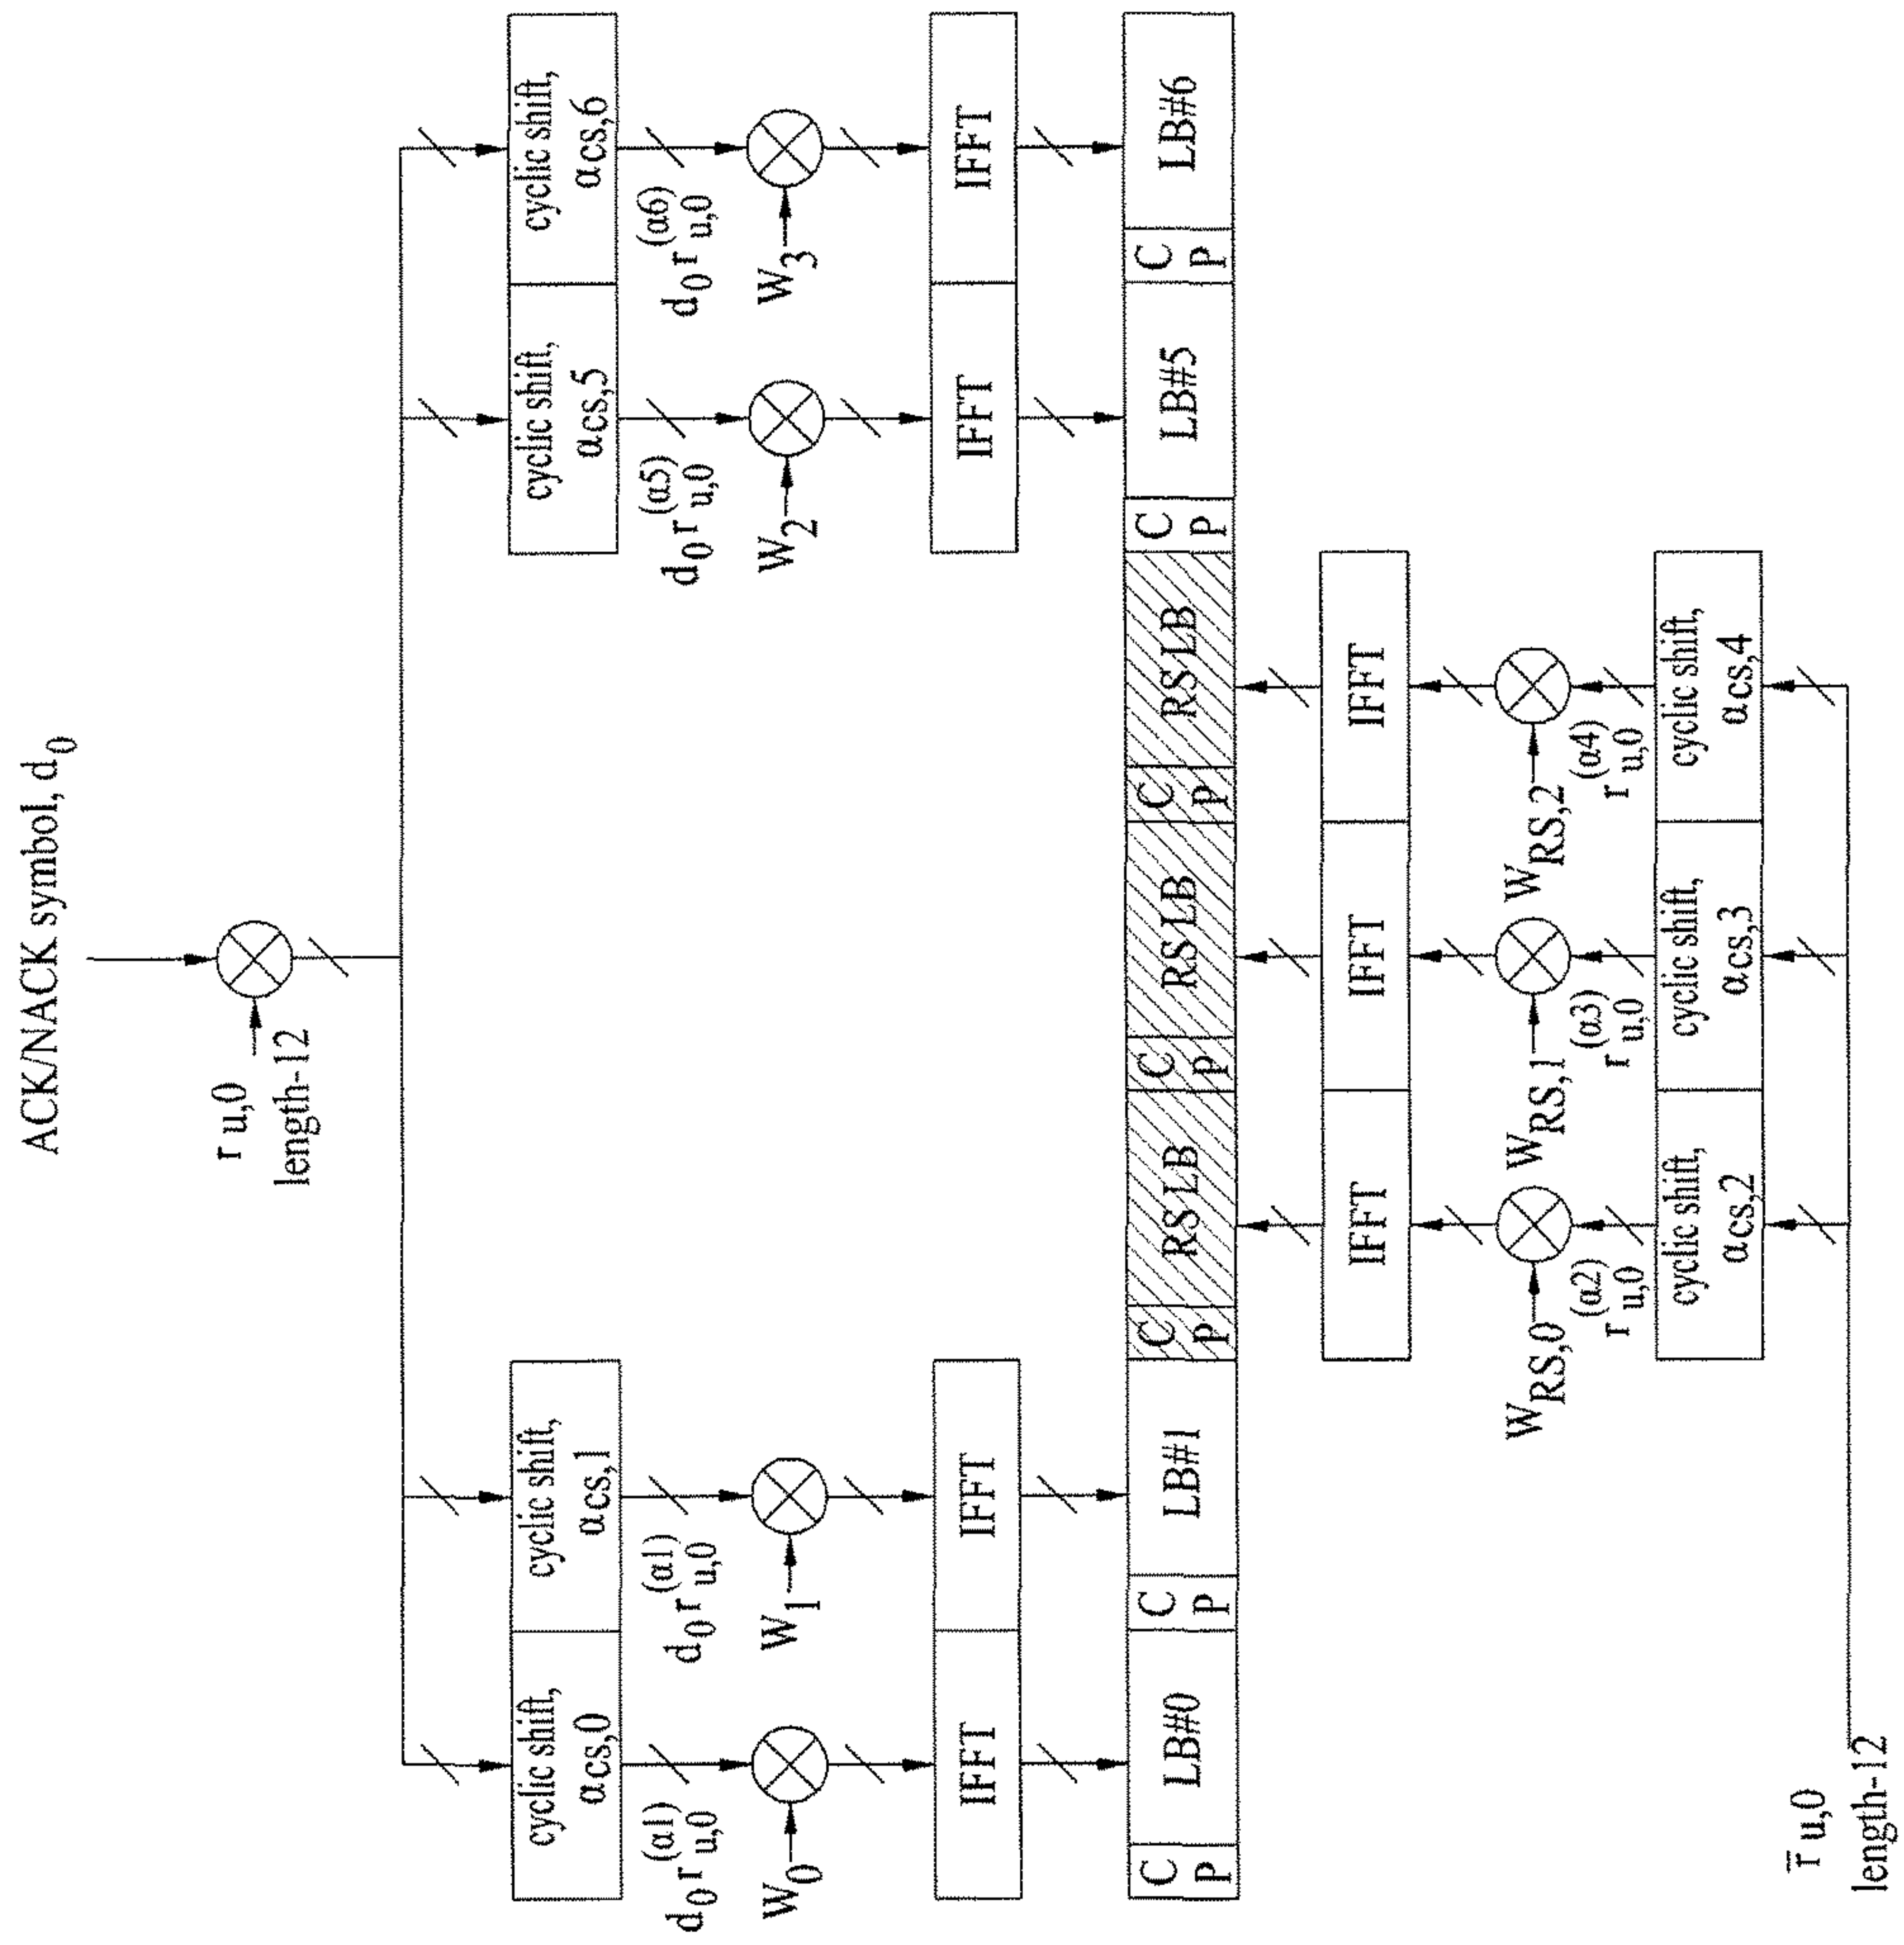 ACK/NACK symbol, d0
r u,0
length-12
cyclic shift,
αcs,0
cyclic shift,
αcs,1
cyclic shift,
αcs,5
cyclic shift,
αcs,6
d0 r u,0 (α1)
d0 r u,0 (α1)
d0 r u,0 (α5)
d0 r u,0 (α6)
W0
W1
W2
W3
IFFT
IFFT
IFFT
IFFT
CP
LB#0
CP
LB#1
CP
RS LB
CP
RS LB
CP
RS LB
CP
LB#5
CP
LB#6
IFFT
IFFT
IFFT
WRS,0
WRS,1
WRS,2
r u,0 (α2)
r u,0 (α3)
r u,0 (α4)
cyclic shift,
αcs,2
cyclic shift,
αcs,3
cyclic shift,
αcs,4
r̄ u,0
length-12